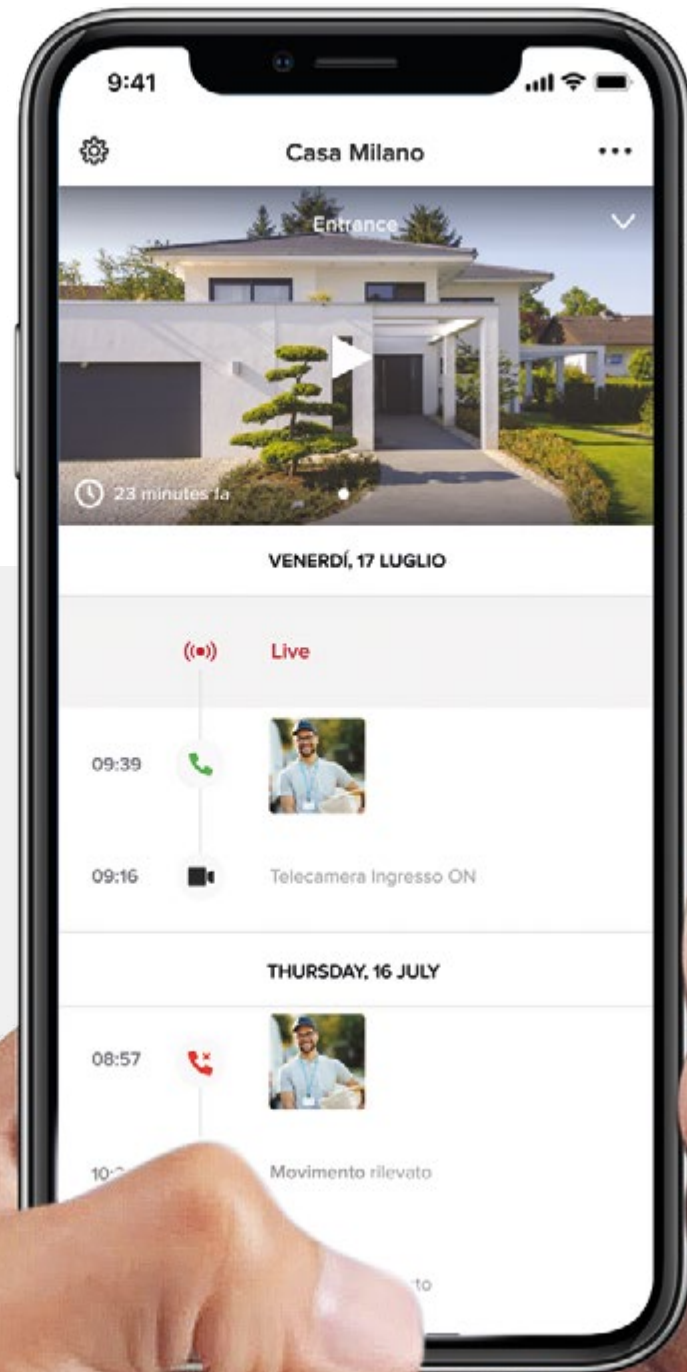 9:41
Casa Milano
Entrance
23 minutes fa
VENERDÍ, 17 LUGLIO
Live
09:39
09:16 Telecamera Ingresso ON
THURSDAY, 16 JULY
08:57
Movimento rilevato